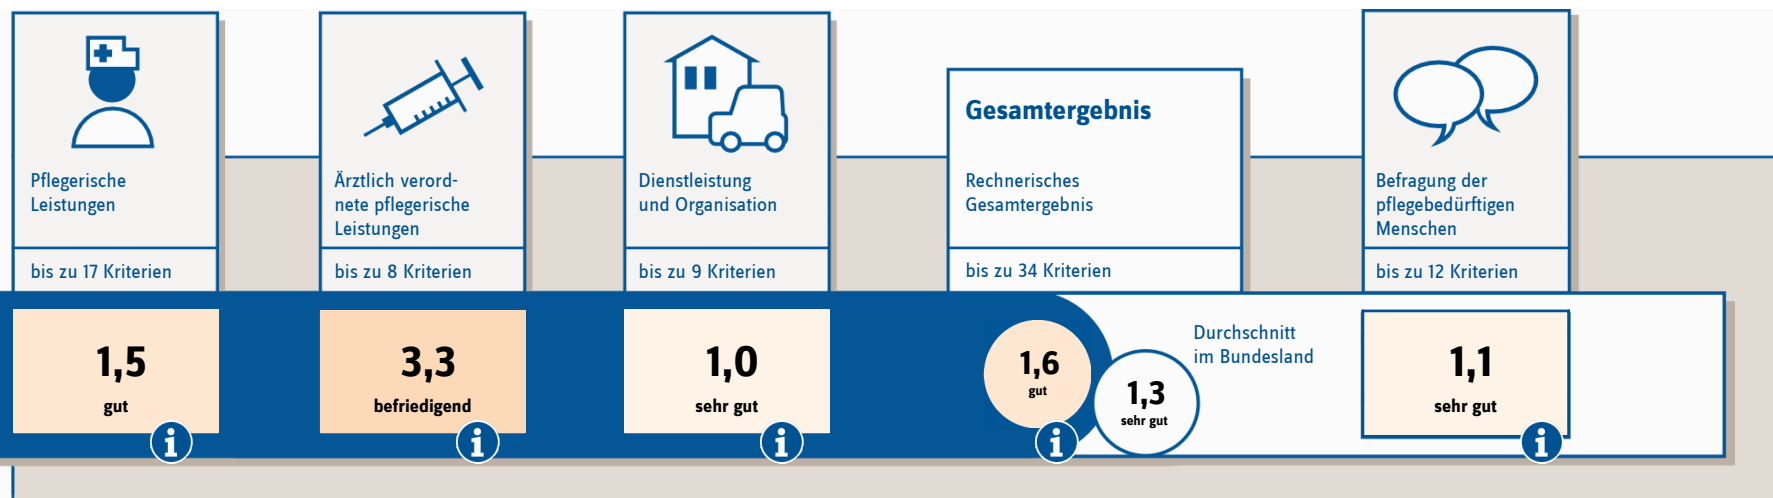 Pflegerische
Leistungen
bis zu 17 Kriterien
1,5
gut
Ärztlich verord-
nete pflegerische
Leistungen
bis zu 8 Kriterien
3,3
befriedigend
Dienstleistung
und Organisation
bis zu 9 Kriterien
1,0
sehr gut
Gesamtergebnis
Rechnerisches
Gesamtergebnis
bis zu 34 Kriterien
1,6
gut
1,3
sehr gut
Durchschnitt
im Bundesland
Befragung der
pflegebedürftigen
Menschen
bis zu 12 Kriterien
1,1
sehr gut